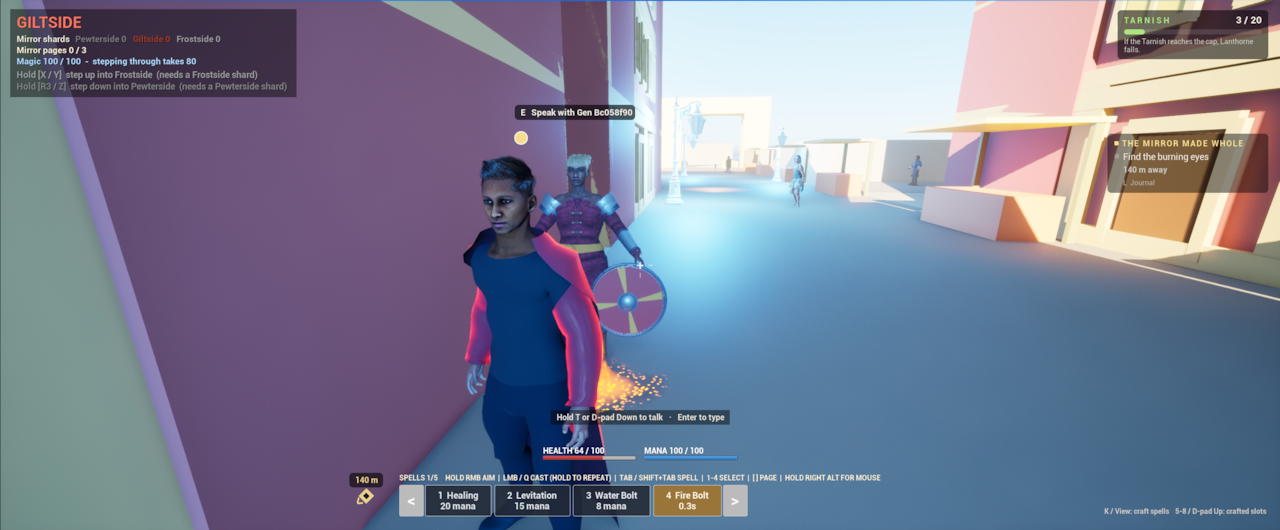 GILTSIDE
Mirror shards Pewterside 0 Giltside 0 Frostside 0
Mirror pages 0 / 3
Magic 100 / 100 - stepping through takes 80
Hold [X / Y] step up into Frostside (needs a Frostside shard)
Hold [R3 / Z] step down into Pewterside (needs a Pewterside shard)
TARNISH 3 / 20
If the Tarnish reaches the cap, Lanthorne falls.
E Speak with Gen Bc058f90
THE MIRROR MADE WHOLE
Find the burning eyes
140 m away
L Journal
Hold T or D-pad Down to talk · Enter to type
HEALTH 64 / 100 MANA 100 / 100
140 m
SPELLS 1/5 HOLD RMB AIM | LMB / Q CAST (HOLD TO REPEAT) | TAB / SHIFT+TAB SPELL | 1-4 SELECT | [ ] PAGE | HOLD RIGHT ALT FOR MOUSE
< 1 Healing 2 Levitation 3 Water Bolt 4 Fire Bolt >
20 mana 15 mana 8 mana 0.3s
K / View: craft spells 5-8 / D-pad Up: crafted slots